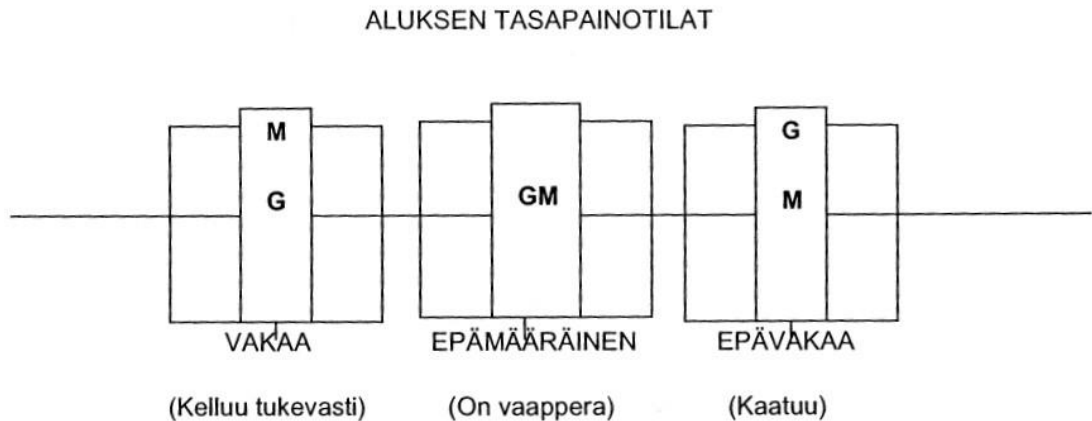 ALUKSEN TASAPAINOTILAT
M GM G
G M
VAKAA EPÄMÄÄRÄINEN EPÄVAKAA
(Kelluu tukevasti) (On vaappera) (Kaatuu)